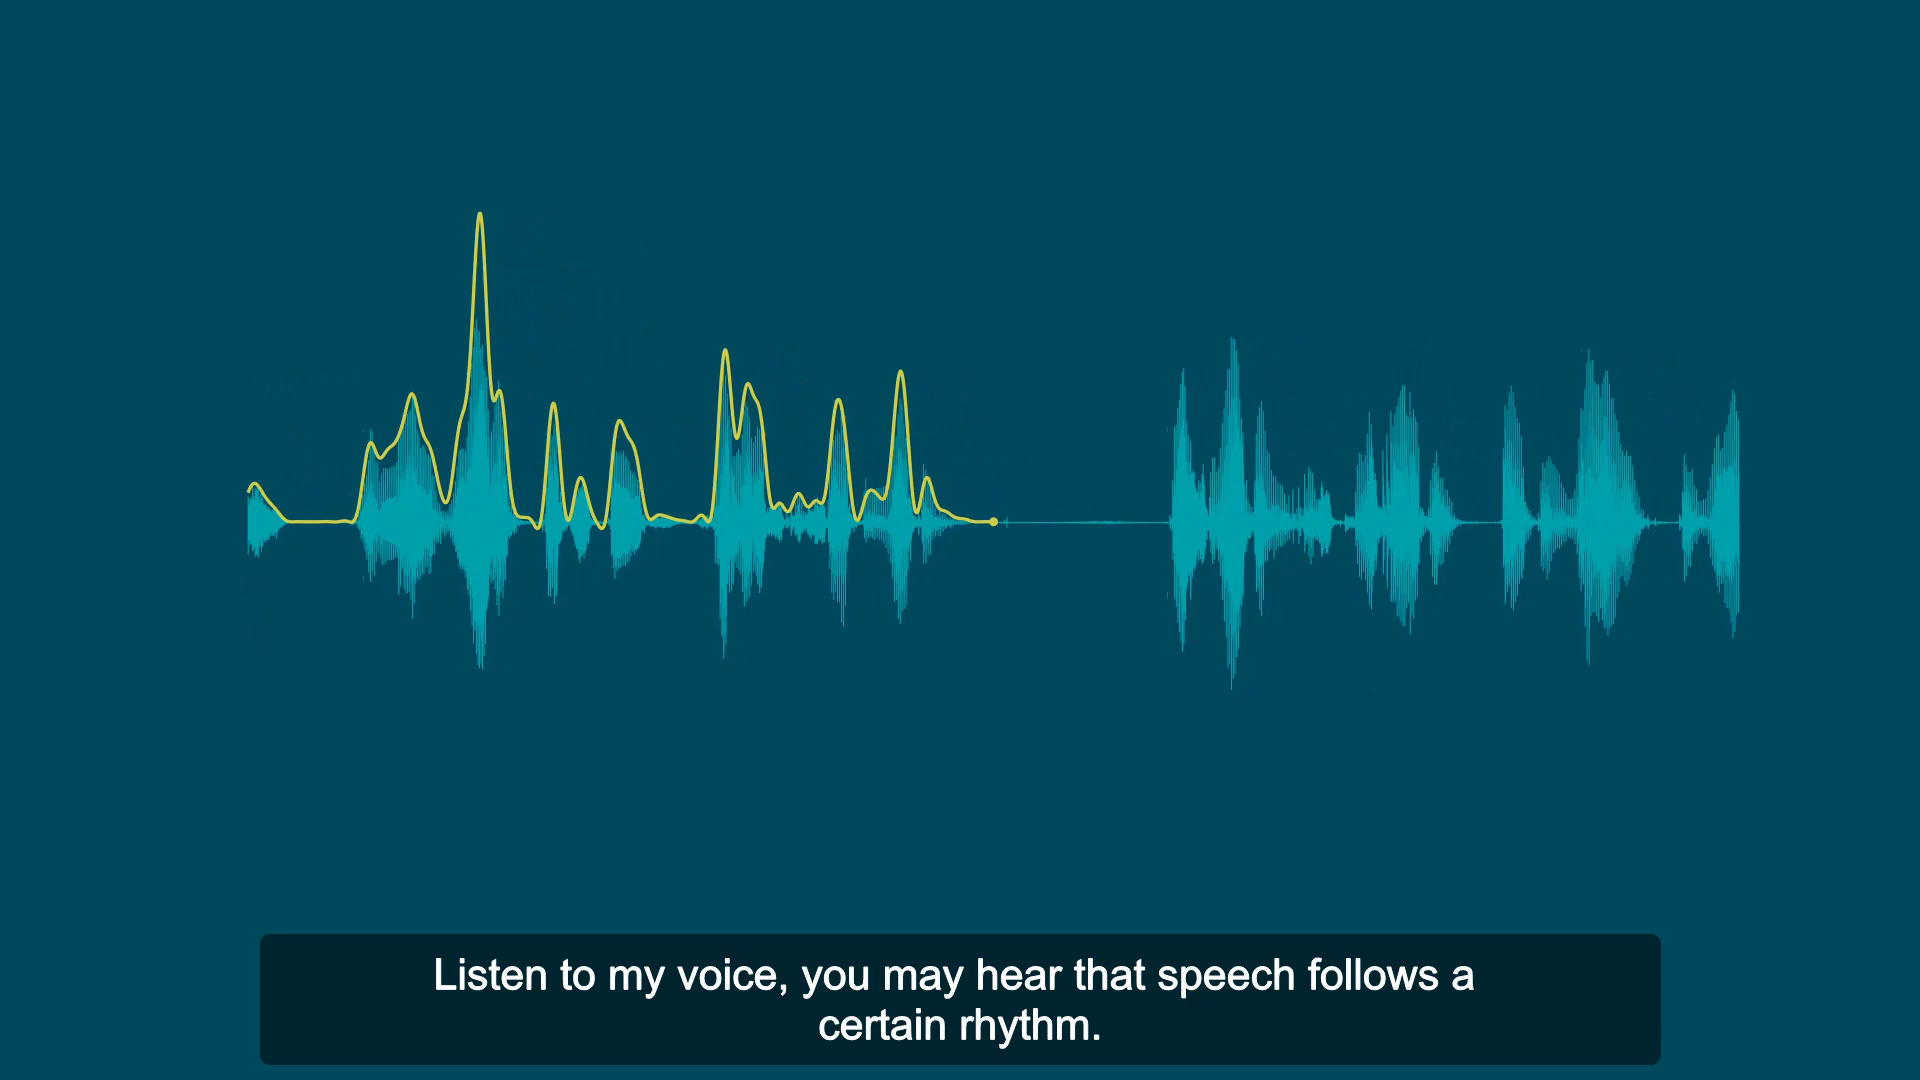 Listen to my voice, you may hear that speech follows a
certain rhythm.